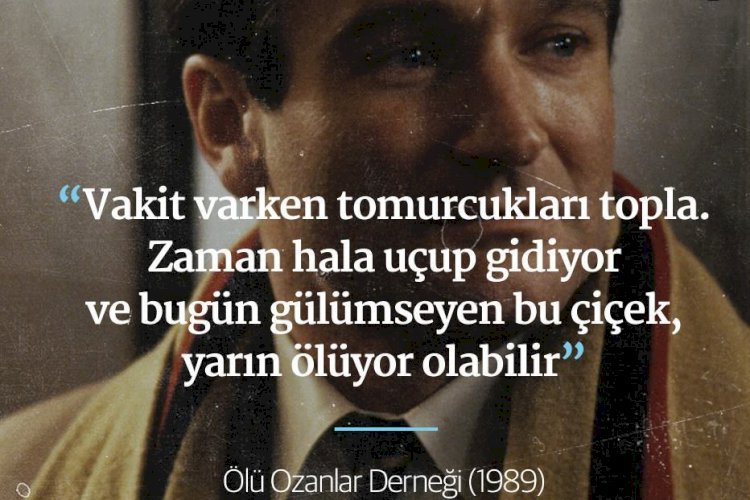 “Vakit varken tomurcukları topla.
Zaman hala uçup gidiyor
ve bugün gülümseyen bu çiçek,
yarın ölüyor olabilir”
Ölü Ozanlar Derneği (1989)